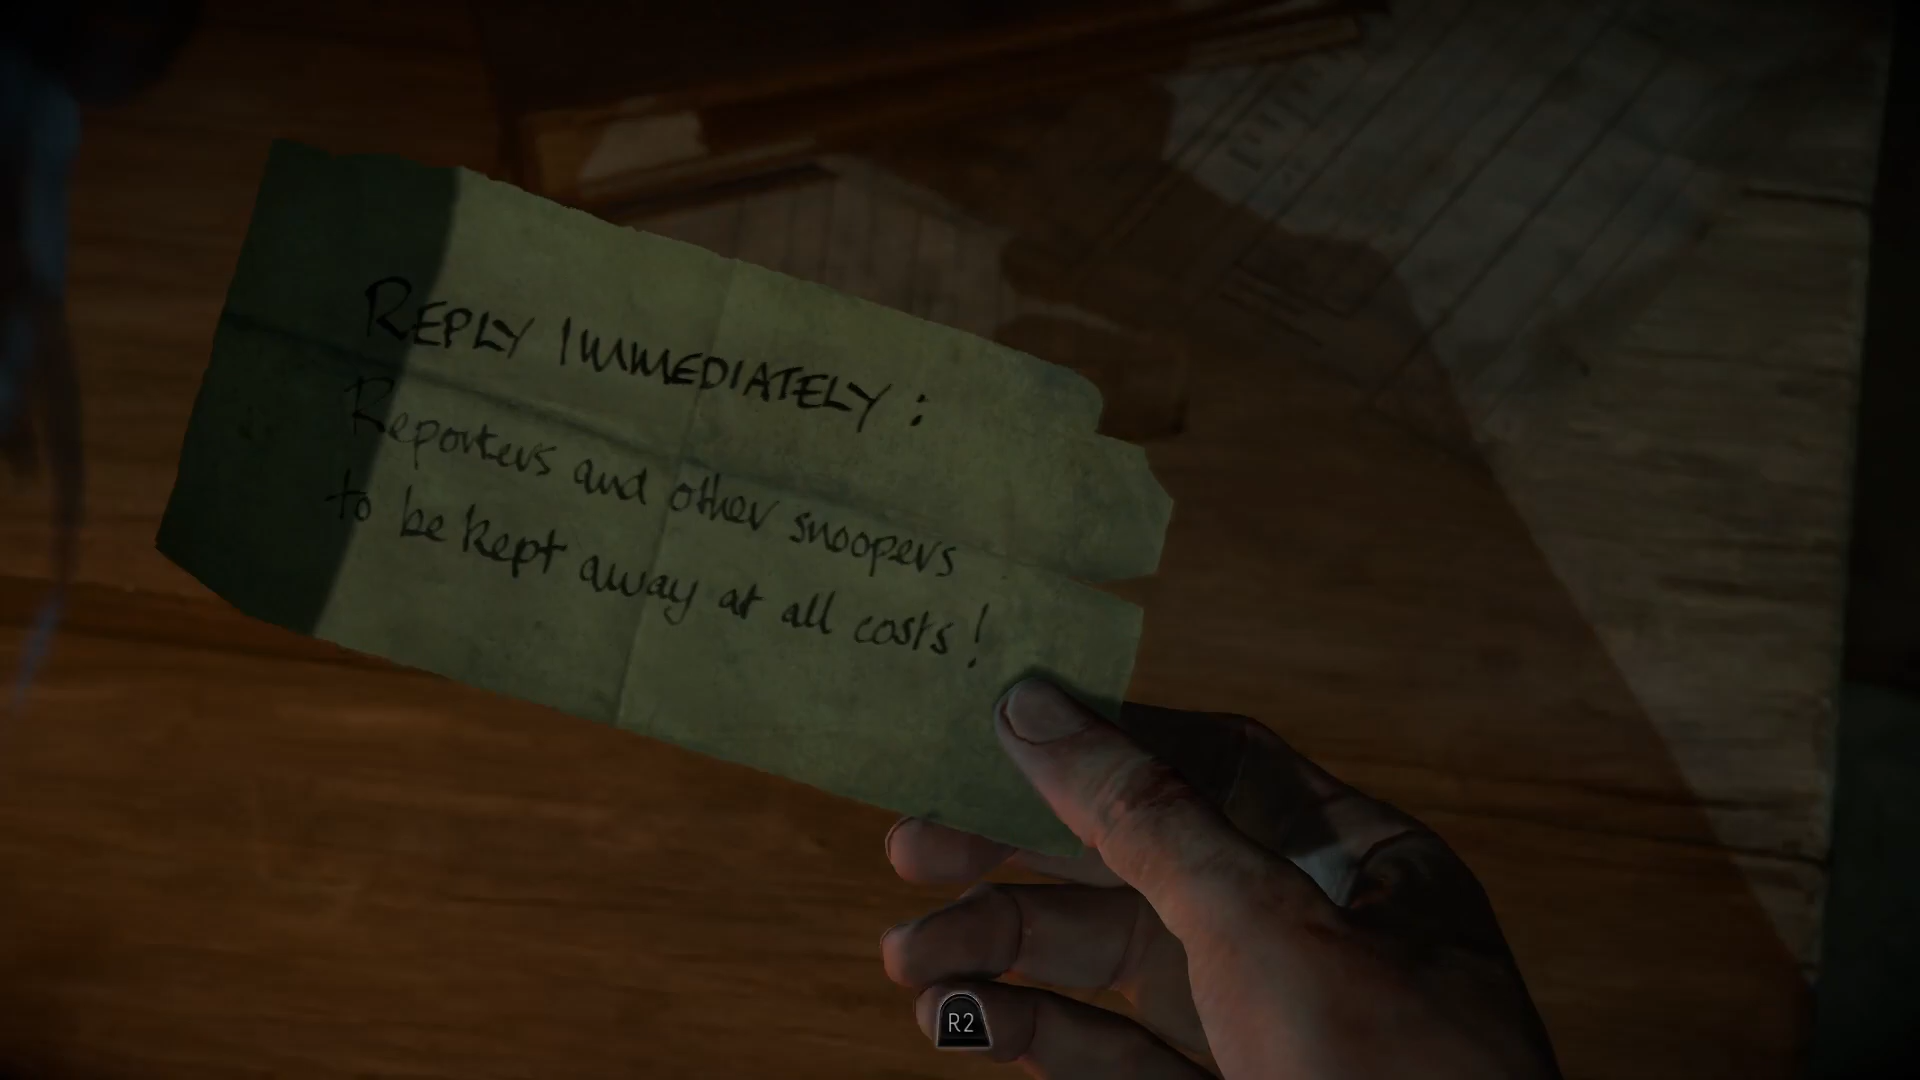 REPLY IMMEDIATELY :
Reporters and other snoopers
to be kept away at all costs!
R2